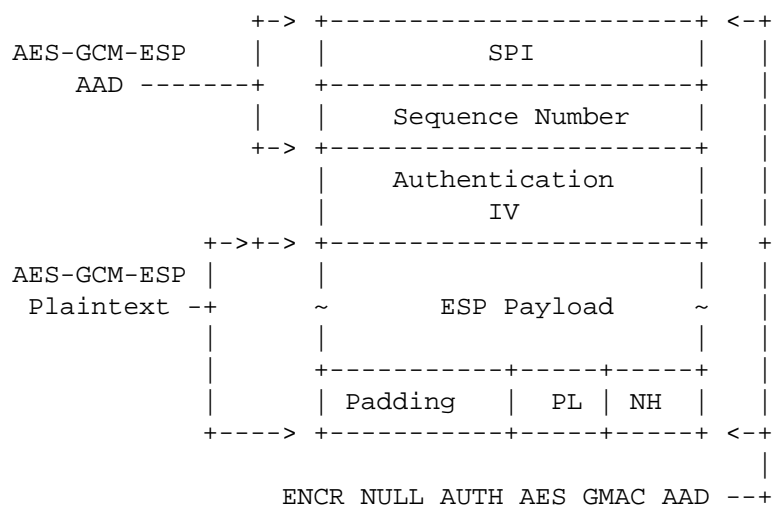 +-> +-----------------------+ <-+
AES-GCM-ESP       |   |          SPI          |   |
    AAD -------+      +-----------------------+   |
                  |   |    Sequence Number    |   |
                  +-> +-----------------------+   |
                      |    Authentication     |   |
                      |          IV           |   |
               +->+-> +-----------------------+   +
AES-GCM-ESP    |      |                       |   |
 Plaintext -+         ~      ESP Payload      ~   |
               |      |                       |   |
               |      +-----------+-----+-----+   |
               |      | Padding   |  PL | NH  |   |
               +----> +-----------+-----+-----+ <-+
                                                  |
                    ENCR NULL AUTH AES GMAC AAD --+